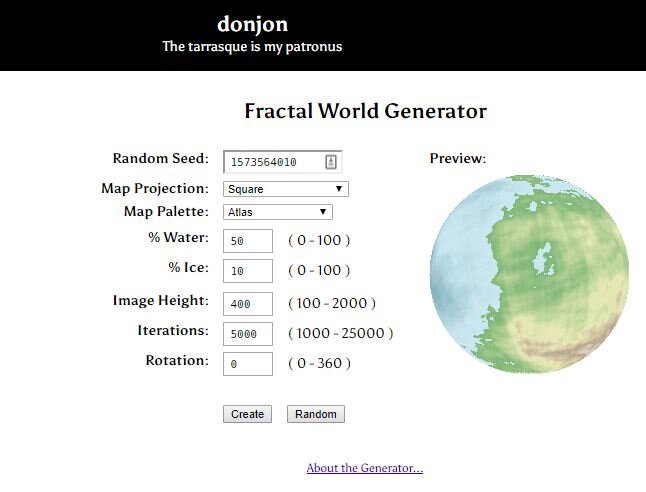 donjon
The tarrasque is my patronus
Fractal World Generator
Random Seed: 1573564010
Preview:
Map Projection: Square
Map Palette: Atlas
% Water: 50 ( 0 - 100 )
% Ice: 10 ( 0 - 100 )
Image Height: 400 ( 100 - 2000 )
Iterations: 5000 ( 1000 - 25000 )
Rotation: 0 ( 0 - 360 )
Create Random
About the Generator...